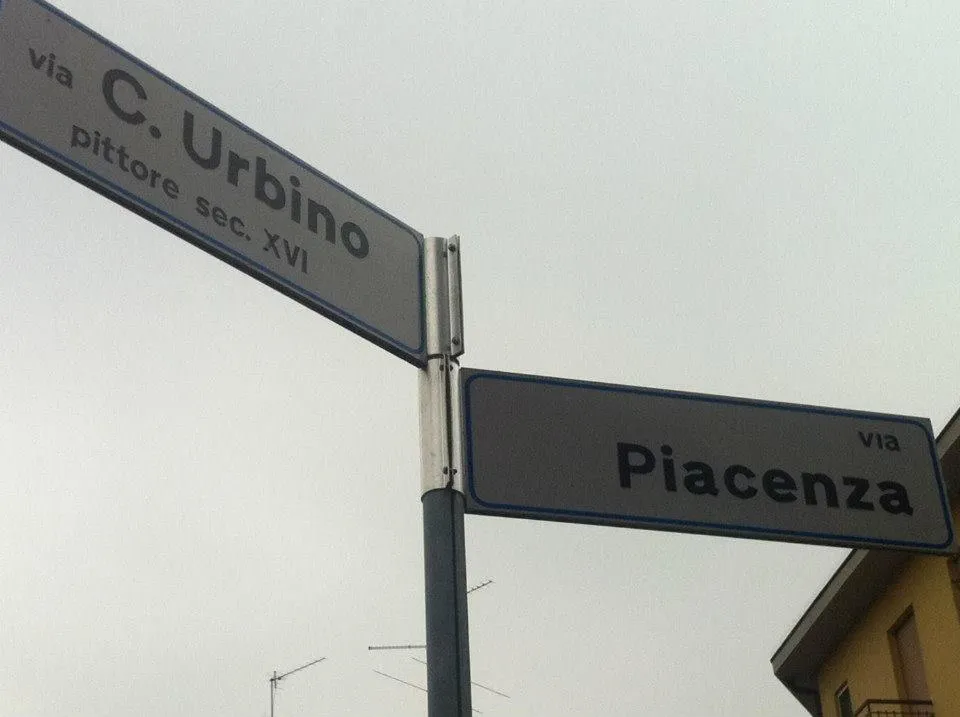 via C. Urbino
pittore sec. XVI
via
Piacenza